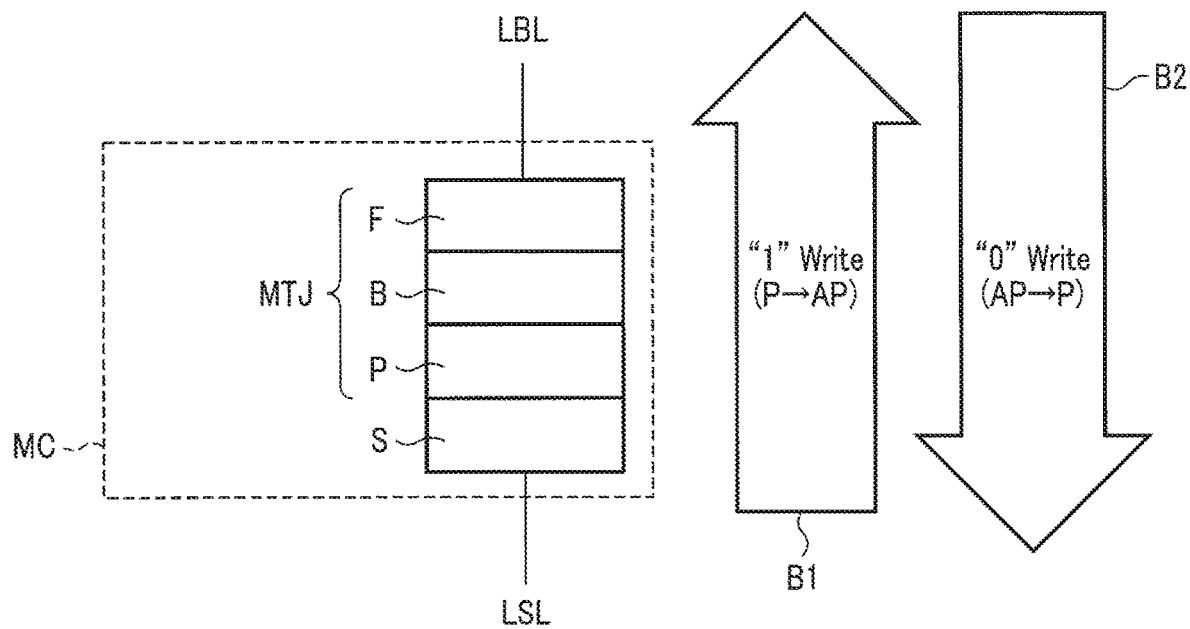 LBL
B2
F
"1" Write
(P→AP)
"0" Write
(AP→P)
MTJ
B
P
MC
S
B1
LSL